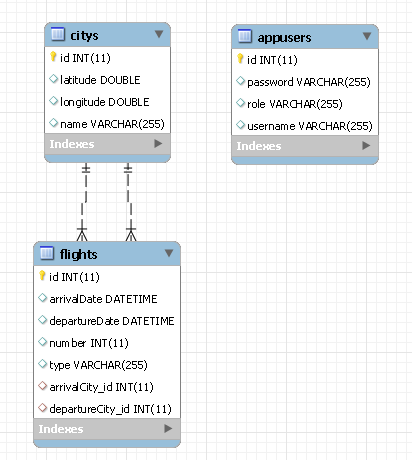 citys
id INT(11)
latitude DOUBLE
longitude DOUBLE
name VARCHAR(255)
Indexes
appusers
id INT(11)
password VARCHAR(255)
role VARCHAR(255)
username VARCHAR(255)
Indexes
flights
id INT(11)
arrivalDate DATETIME
departureDate DATETIME
number INT(11)
type VARCHAR(255)
arrivalCity_id INT(11)
departureCity_id INT(11)
Indexes